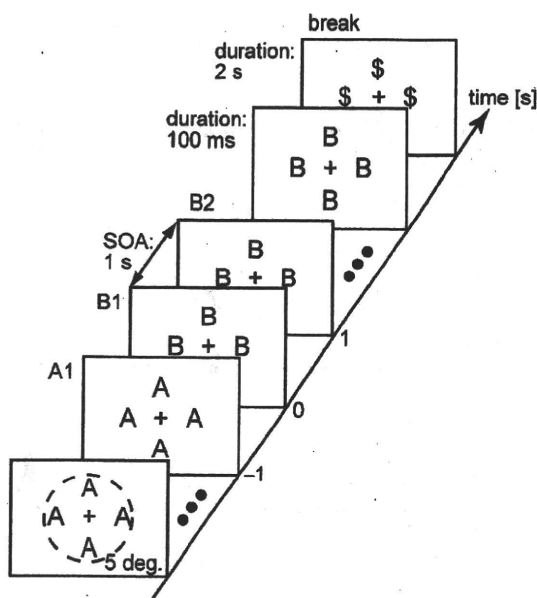 break
duration:
2 s
$
$ + $
time [s]
duration:
100 ms
B
B + B
B
B2
SOA:
1 s
B
B + B
1
B1
B
B + B
0
A1
A
A + A
A
-1
A
A + A
A
5 deg.